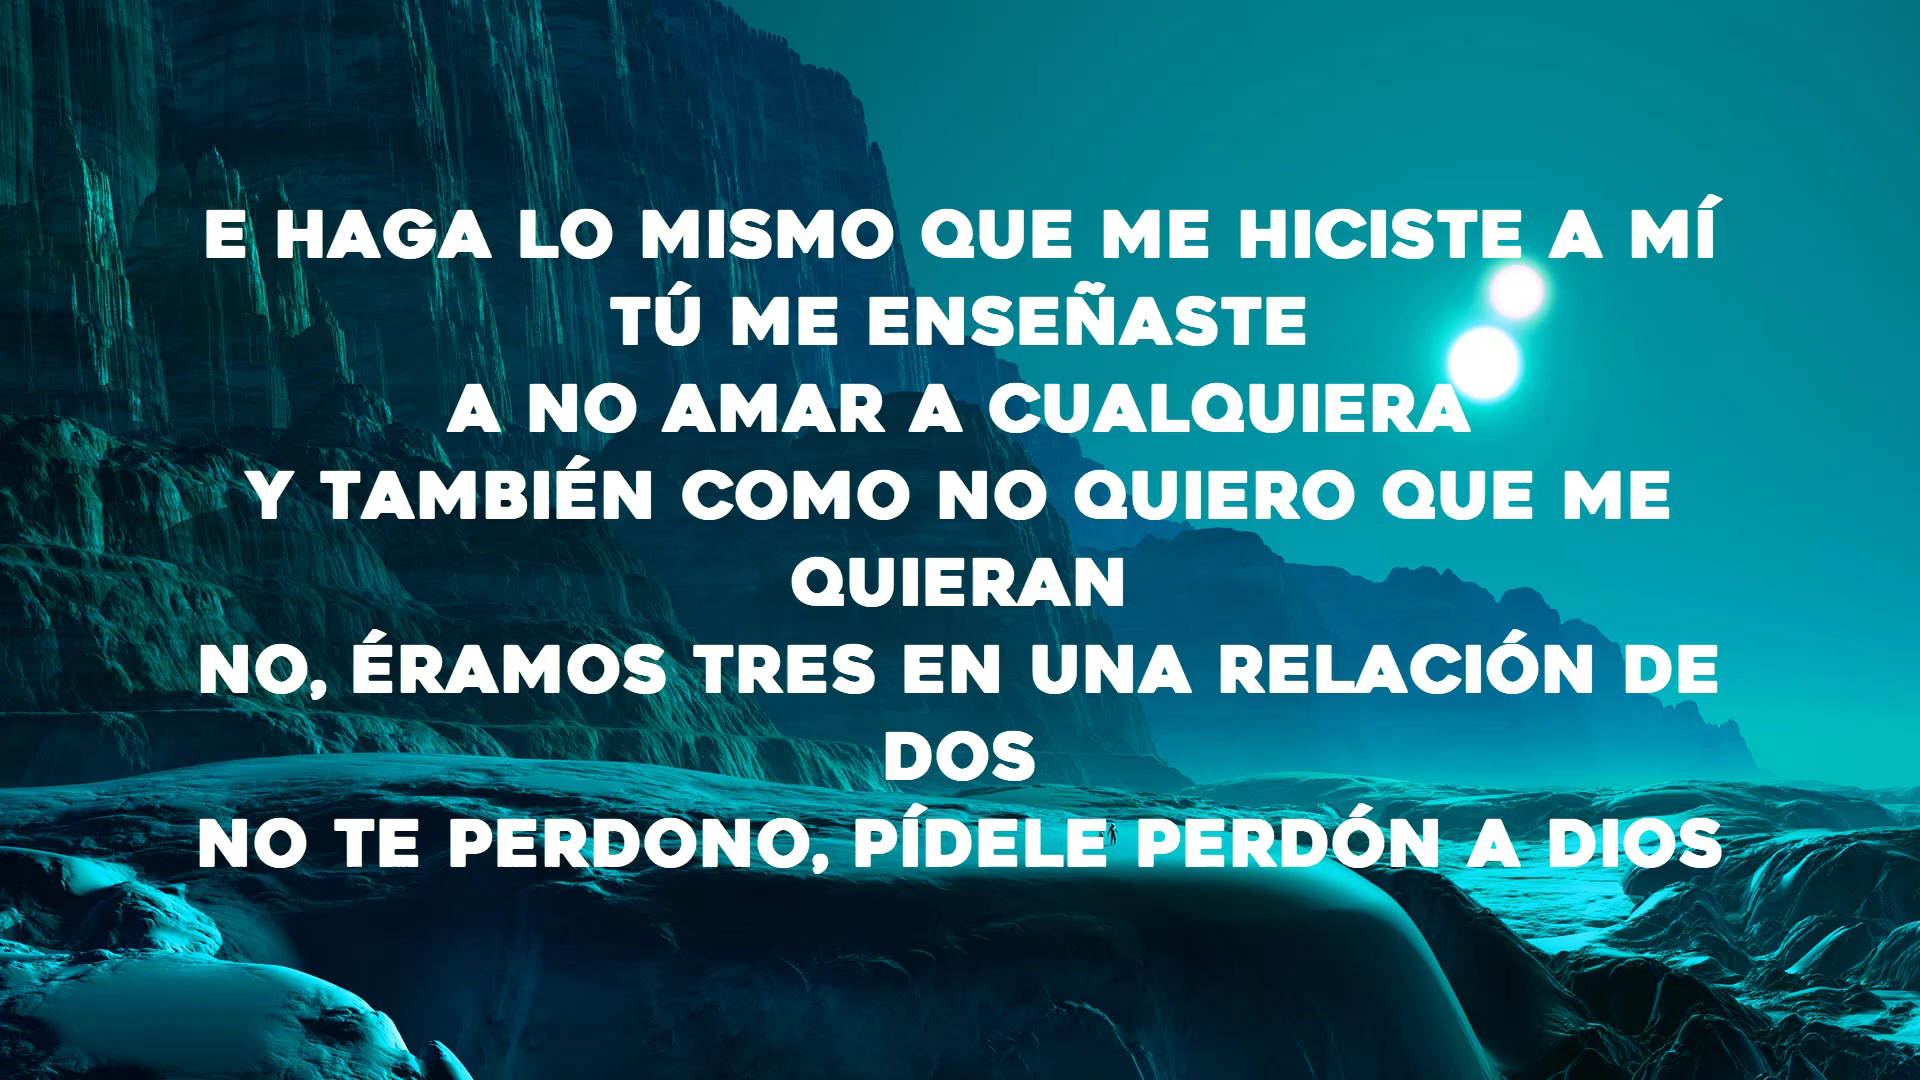 E HAGA LO MISMO QUE ME HICISTE A MÍ
TÚ ME ENSEÑASTE
A NO AMAR A CUALQUIERA
Y TAMBIÉN COMO NO QUIERO QUE ME
QUIERAN
NO, ÉRAMOS TRES EN UNA RELACIÓN DE
DOS
NO TE PERDONO, PÍDELE PERDÓN A DIOS